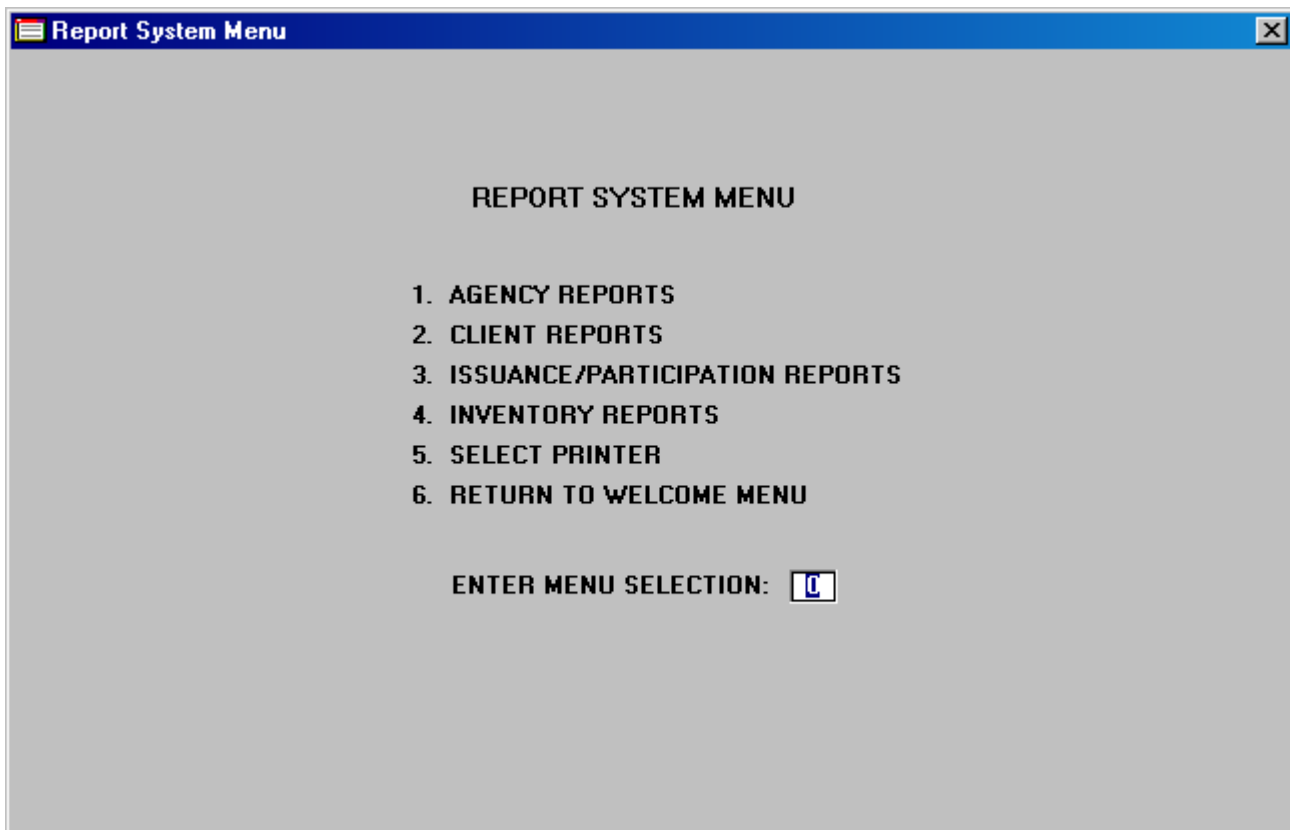 Report System Menu
REPORT SYSTEM MENU
1. AGENCY REPORTS
2. CLIENT REPORTS
3. ISSUANCE/PARTICIPATION REPORTS
4. INVENTORY REPORTS
5. SELECT PRINTER
6. RETURN TO WELCOME MENU
ENTER MENU SELECTION: 0